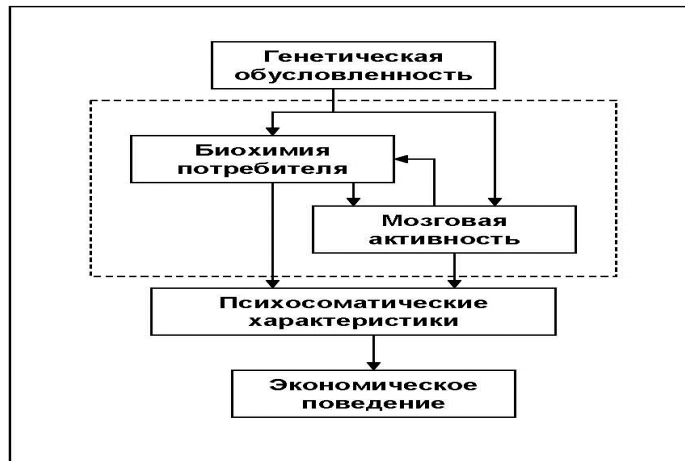 Генетическая
обусловленность
Биохимия
потребителя
Мозговая
активность
Психосоматические
характеристики
Экономическое
поведение